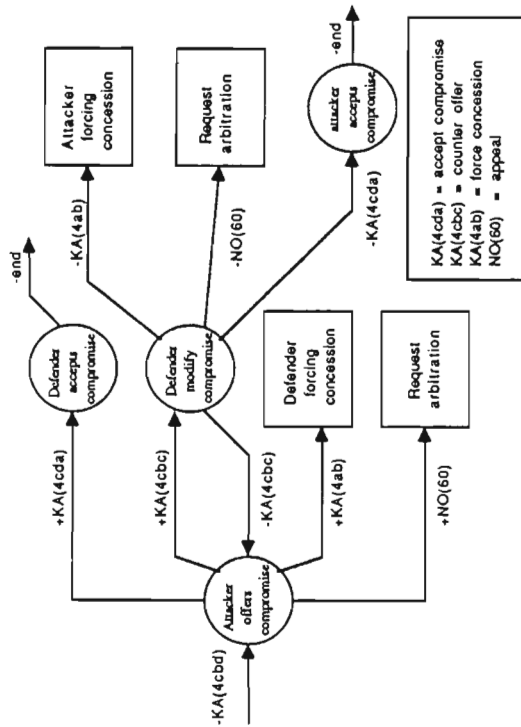 -KA(4cbd)
Attacker
offers
compromise
+KA(4cda)
Defender
accepts
compromise
-end
+KA(4cbc)
-KA(4cbc)
Defender
modify
compromise
-KA(4ab)
Attacker
forcing
concession
-NO(60)
Request
arbitration
-KA(4cda)
attacker
accepts
compromise
-end
+KA(4ab)
Defender
forcing
concession
+NO(60)
Request
arbitration
KA(4cda) = accept compromise
KA(4cbc) = counter offer
KA(4ab) = force concession
NO(60) = appeal